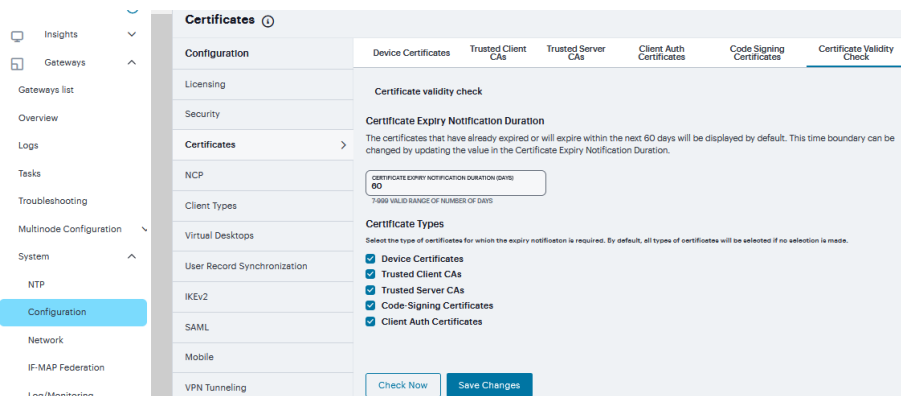 Certificates
Insights
Gateways
Gateways list
Overview
Logs
Tasks
Troubleshooting
Multinode Configuration
System
NTP
Configuration
Network
IF-MAP Federation
Log/Monitoring
Configuration
Licensing
Security
Certificates
NCP
Client Types
Virtual Desktops
User Record Synchronization
IKEv2
SAML
Mobile
VPN Tunneling
Device Certificates
Trusted Client CAs
Trusted Server CAs
Client Auth Certificates
Code Signing Certificates
Certificate Validity Check
Certificate validity check
Certificate Expiry Notification Duration
The certificates that have already expired or will expire within the next 60 days will be displayed by default. This time boundary can be
changed by updating the value in the Certificate Expiry Notification Duration.
CERTIFICATE EXPIRY NOTIFICATION DURATION (DAYS)
60
7-999 VALID RANGE OF NUMBER OF DAYS
Certificate Types
Select the type of certificates for which the expiry notificaton is required. By default, all types of certificates will be selected if no selection is made.
Device Certificates
Trusted Client CAs
Trusted Server CAs
Code-Signing Certificates
Client Auth Certificates
Check Now
Save Changes